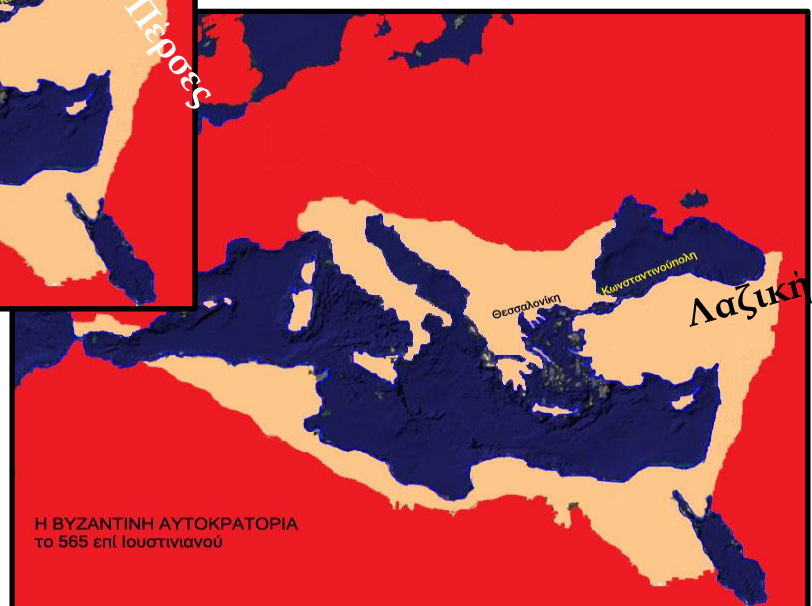 Πέρσες
Κωνσταντινούπολη
Λαζική
Θεσσαλονίκη
Η ΒΥΖΑΝΤΙΝΗ ΑΥΤΟΚΡΑΤΟΡΙΑ
το 565 επί Ιουστινιανού